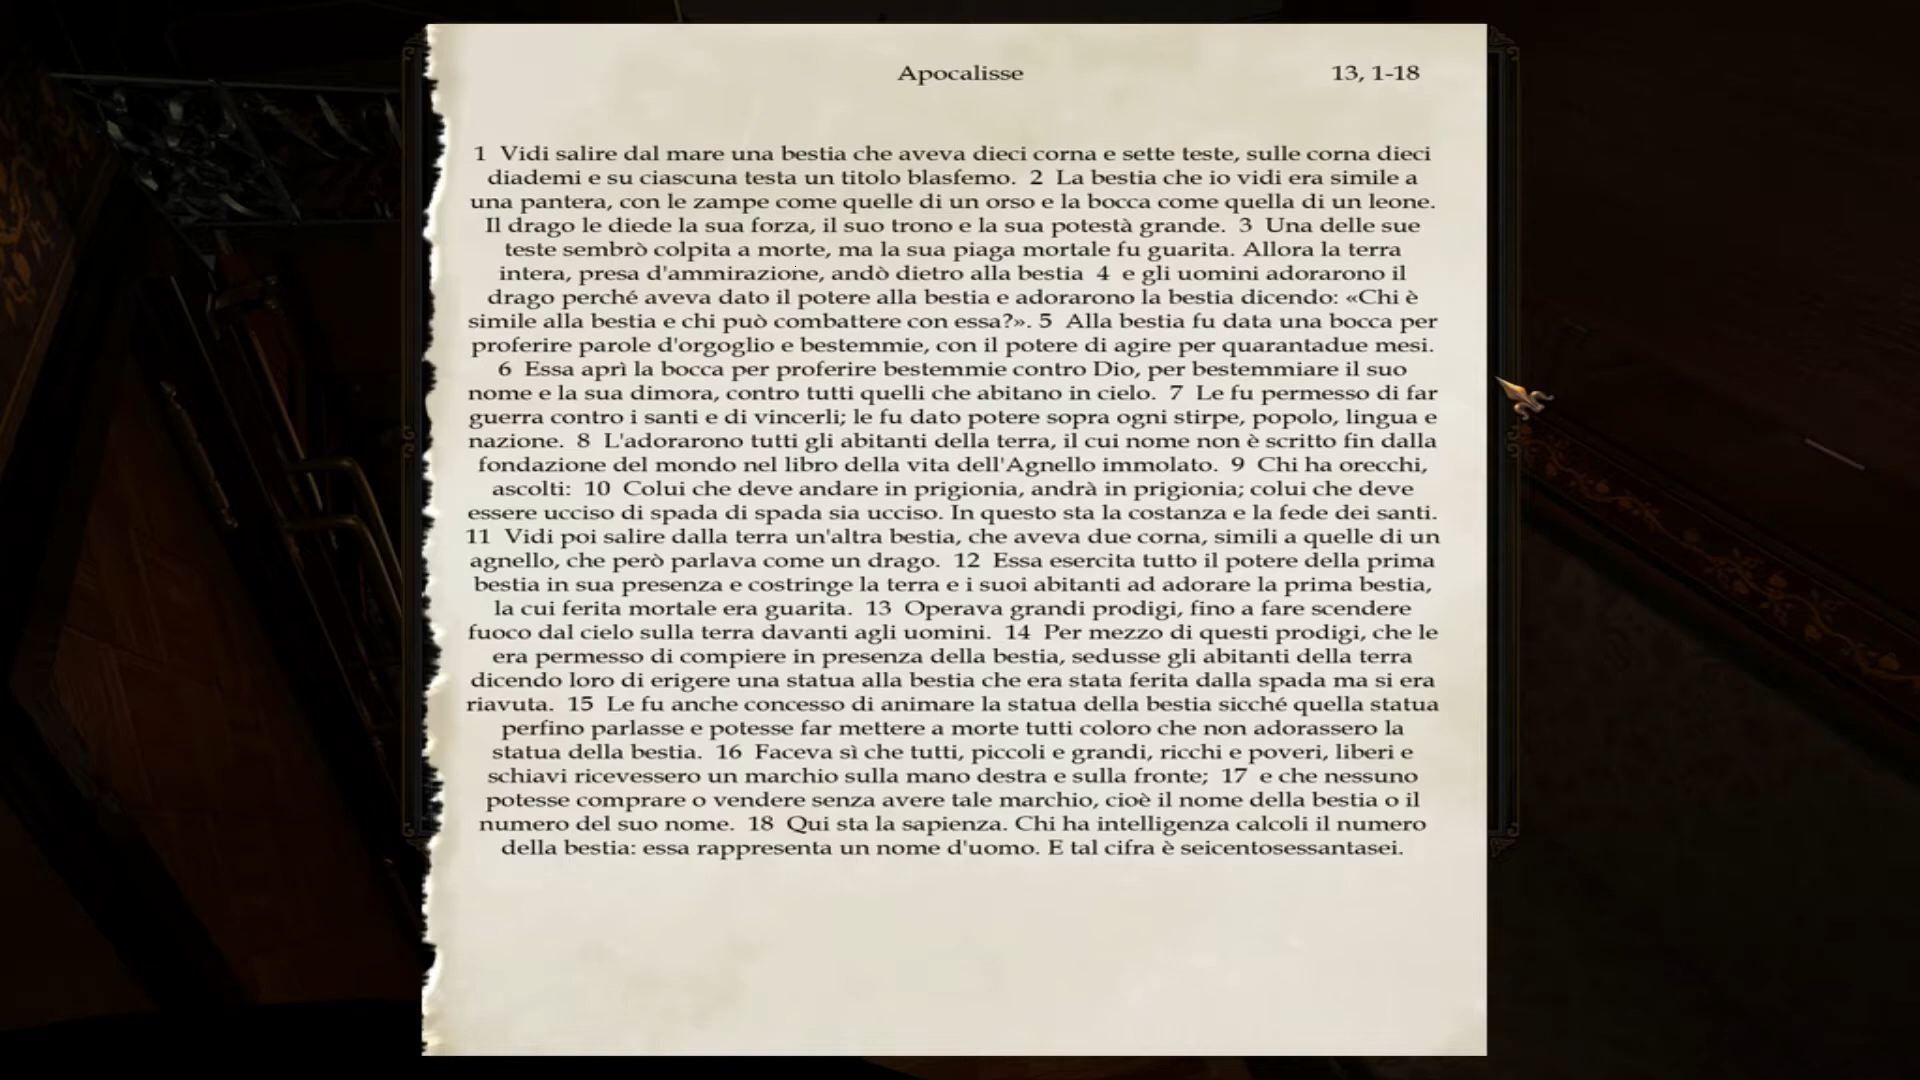 Apocalisse 13, 1-18
1 Vidi salire dal mare una bestia che aveva dieci corna e sette teste, sulle corna dieci
diademi e su ciascuna testa un titolo blasfemo. 2 La bestia che io vidi era simile a
una pantera, con le zampe come quelle di un orso e la bocca come quella di un leone.
Il drago le diede la sua forza, il suo trono e la sua potestà grande. 3 Una delle sue
teste sembrò colpita a morte, ma la sua piaga mortale fu guarita. Allora la terra
intera, presa d'ammirazione, andò dietro alla bestia 4 e gli uomini adorarono il
drago perché aveva dato il potere alla bestia e adorarono la bestia dicendo: «Chi è
simile alla bestia e chi può combattere con essa?». 5 Alla bestia fu data una bocca per
proferire parole d'orgoglio e bestemmie, con il potere di agire per quarantadue mesi.
6 Essa aprì la bocca per proferire bestemmie contro Dio, per bestemmiare il suo
nome e la sua dimora, contro tutti quelli che abitano in cielo. 7 Le fu permesso di far
guerra contro i santi e di vincerli; le fu dato potere sopra ogni stirpe, popolo, lingua e
nazione. 8 L'adorarono tutti gli abitanti della terra, il cui nome non è scritto fin dalla
fondazione del mondo nel libro della vita dell'Agnello immolato. 9 Chi ha orecchi,
ascolti: 10 Colui che deve andare in prigionia, andrà in prigionia; colui che deve
essere ucciso di spada di spada sia ucciso. In questo sta la costanza e la fede dei santi.
11 Vidi poi salire dalla terra un'altra bestia, che aveva due corna, simili a quelle di un
agnello, che però parlava come un drago. 12 Essa esercita tutto il potere della prima
bestia in sua presenza e costringe la terra e i suoi abitanti ad adorare la prima bestia,
la cui ferita mortale era guarita. 13 Operava grandi prodigi, fino a fare scendere
fuoco dal cielo sulla terra davanti agli uomini. 14 Per mezzo di questi prodigi, che le
era permesso di compiere in presenza della bestia, sedusse gli abitanti della terra
dicendo loro di erigere una statua alla bestia che era stata ferita dalla spada ma si era
riavuta. 15 Le fu anche concesso di animare la statua della bestia sicché quella statua
perfino parlasse e potesse far mettere a morte tutti coloro che non adorassero la
statua della bestia. 16 Faceva sì che tutti, piccoli e grandi, ricchi e poveri, liberi e
schiavi ricevessero un marchio sulla mano destra e sulla fronte; 17 e che nessuno
potesse comprare o vendere senza avere tale marchio, cioè il nome della bestia o il
numero del suo nome. 18 Qui sta la sapienza. Chi ha intelligenza calcoli il numero
della bestia: essa rappresenta un nome d'uomo. E tal cifra è seicentosessantasei.